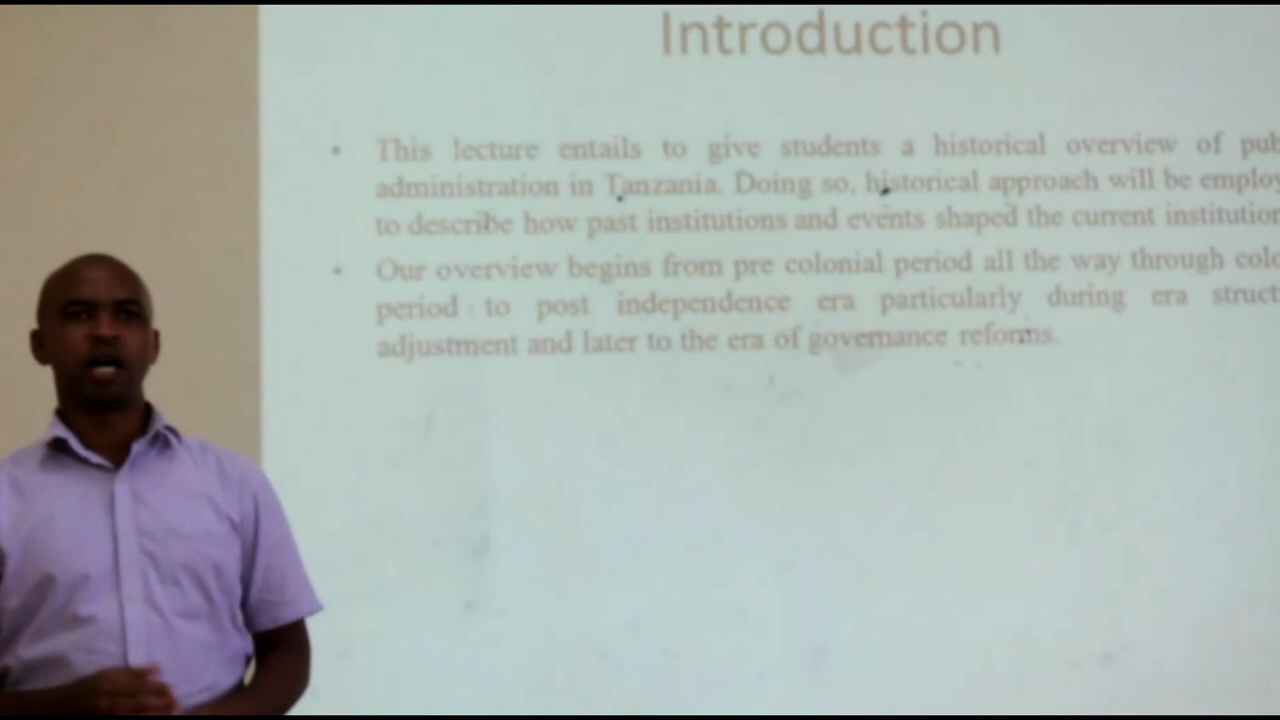 Introduction
• This lecture entails to give students a historical overview of pub
administration in Tanzania. Doing so, historical approach will be employ
to describe how past institutions and events shaped the current institution
• Our overview begins from pre colonial period all the way through colo
period to post independence era particularly during era struct
adjustment and later to the era of governance reforms.